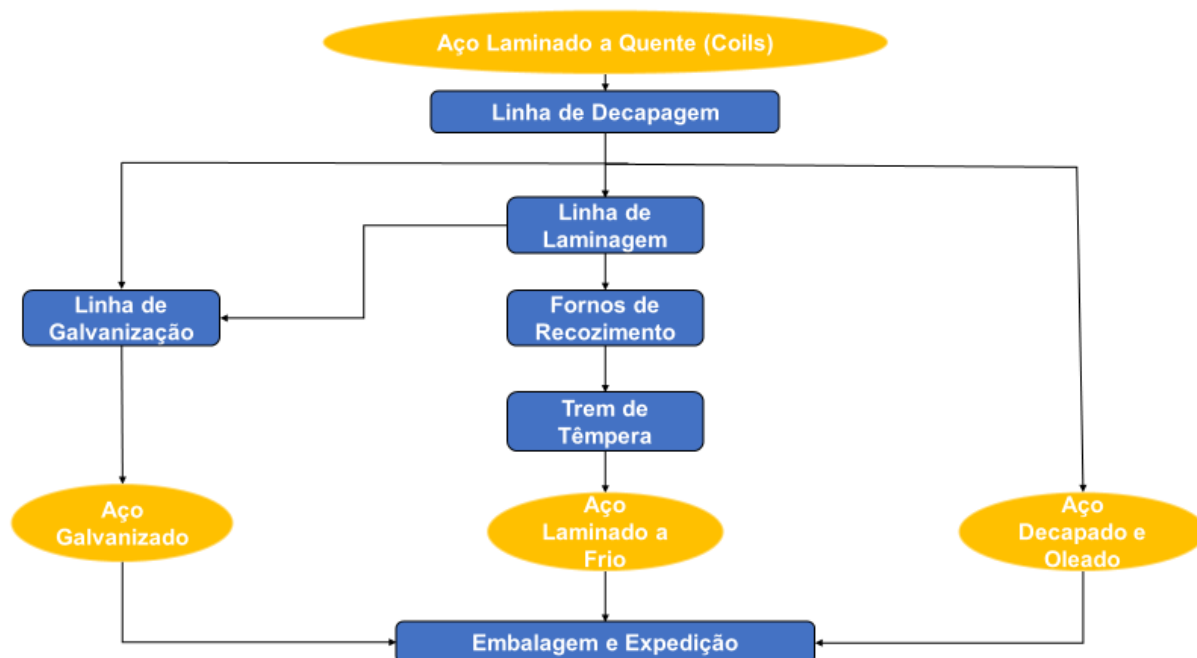 Aço Laminado a Quente (Coils)
Linha de Decapagem
Linha de
Laminagem
Linha de
Galvanização
Fornos de
Recozimento
Trem de
Têmpera
Aço
Galvanizado
Aço
Laminado a
Frio
Aço
Decapado e
Oleado
Embalagem e Expedição